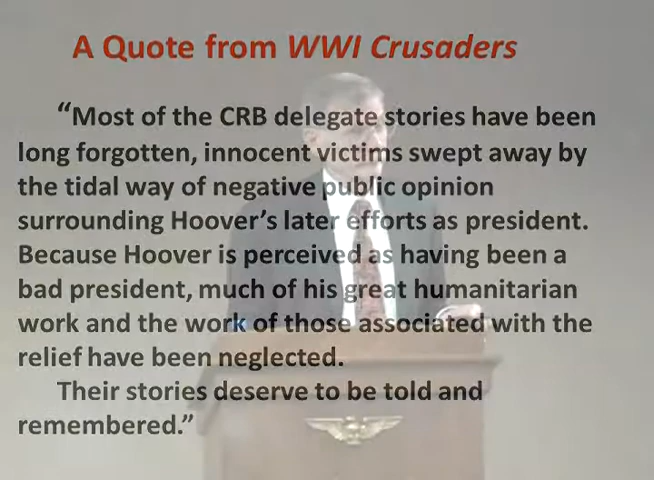 A Quote from WWI Crusaders
“Most of the CRB delegate stories have been
long forgotten, innocent victims swept away by
the tidal way of negative public opinion
surrounding Hoover’s later efforts as president.
Because Hoover is perceived as having been a
bad president, much of his great humanitarian
work and the work of those associated with the
relief have been neglected.
Their stories deserve to be told and
remembered.”